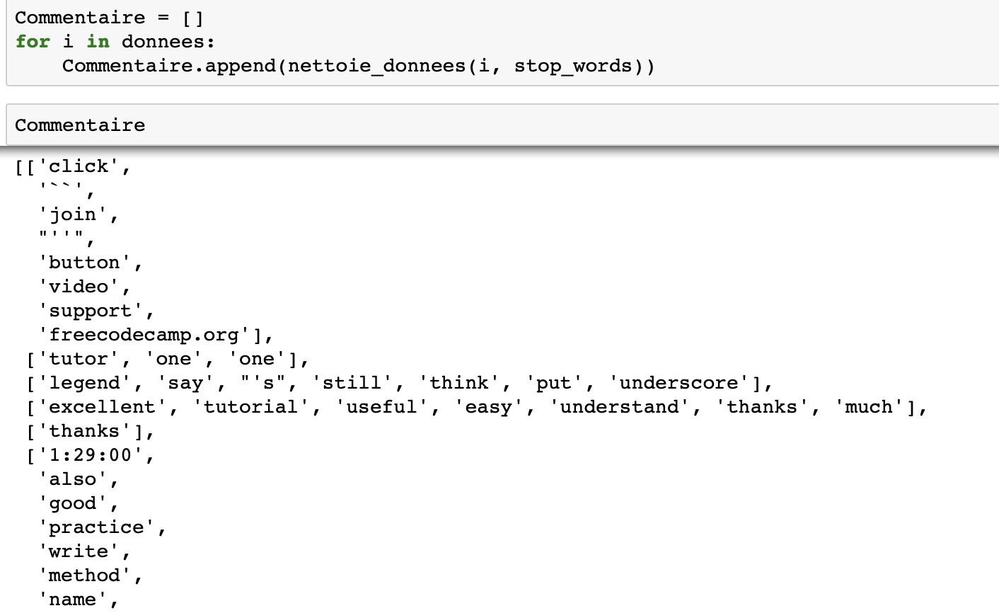 Commentaire = []
for i in donnees:
    Commentaire.append(nettoie_donnees(i, stop_words))
Commentaire
[['click',
  '``',
  'join',
  "''",
  'button',
  'video',
  'support',
  'freecodecamp.org'],
 ['tutor', 'one', 'one'],
 ['legend', 'say', "'s", 'still', 'think', 'put', 'underscore'],
 ['excellent', 'tutorial', 'useful', 'easy', 'understand', 'thanks', 'much'],
 ['thanks'],
 ['1:29:00',
  'also',
  'good',
  'practice',
  'write',
  'method',
  'name',